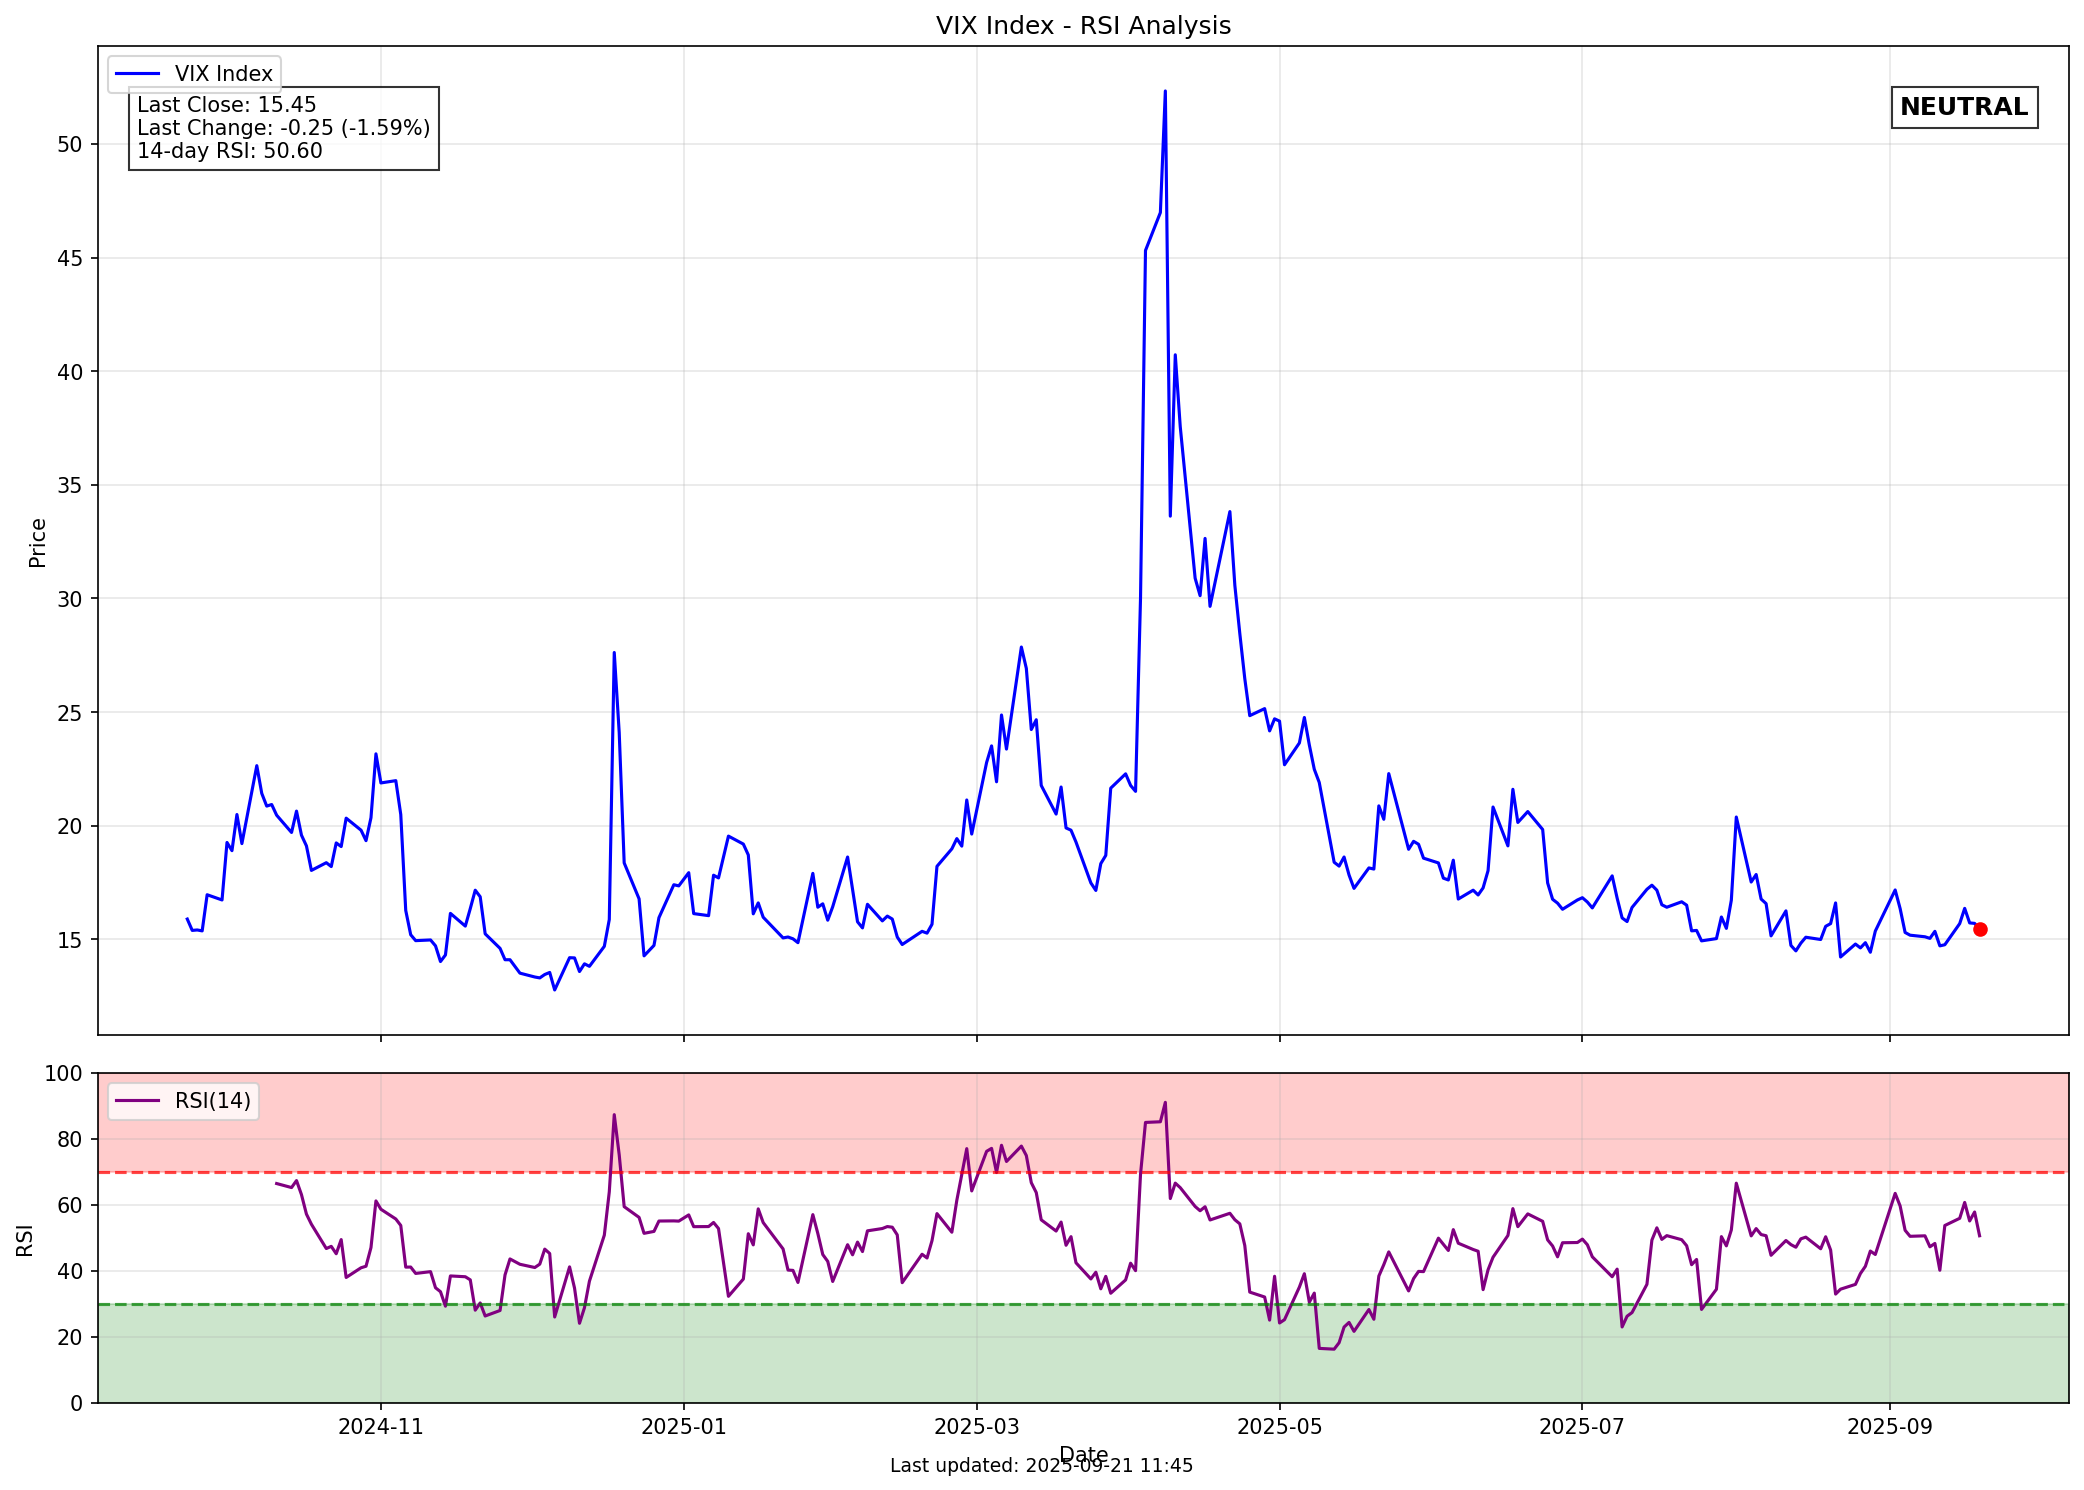 VIX Index - RSI Analysis
VIX Index
Last Close: 15.45
Last Change: -0.25 (-1.59%)
14-day RSI: 50.60
NEUTRAL
Price
50
45
40
35
30
25
20
15
RSI(14)
RSI
100
80
60
40
20
0
2024-11
2025-01
2025-03
2025-05
2025-07
2025-09
Date
Last updated: 2025-09-21 11:45